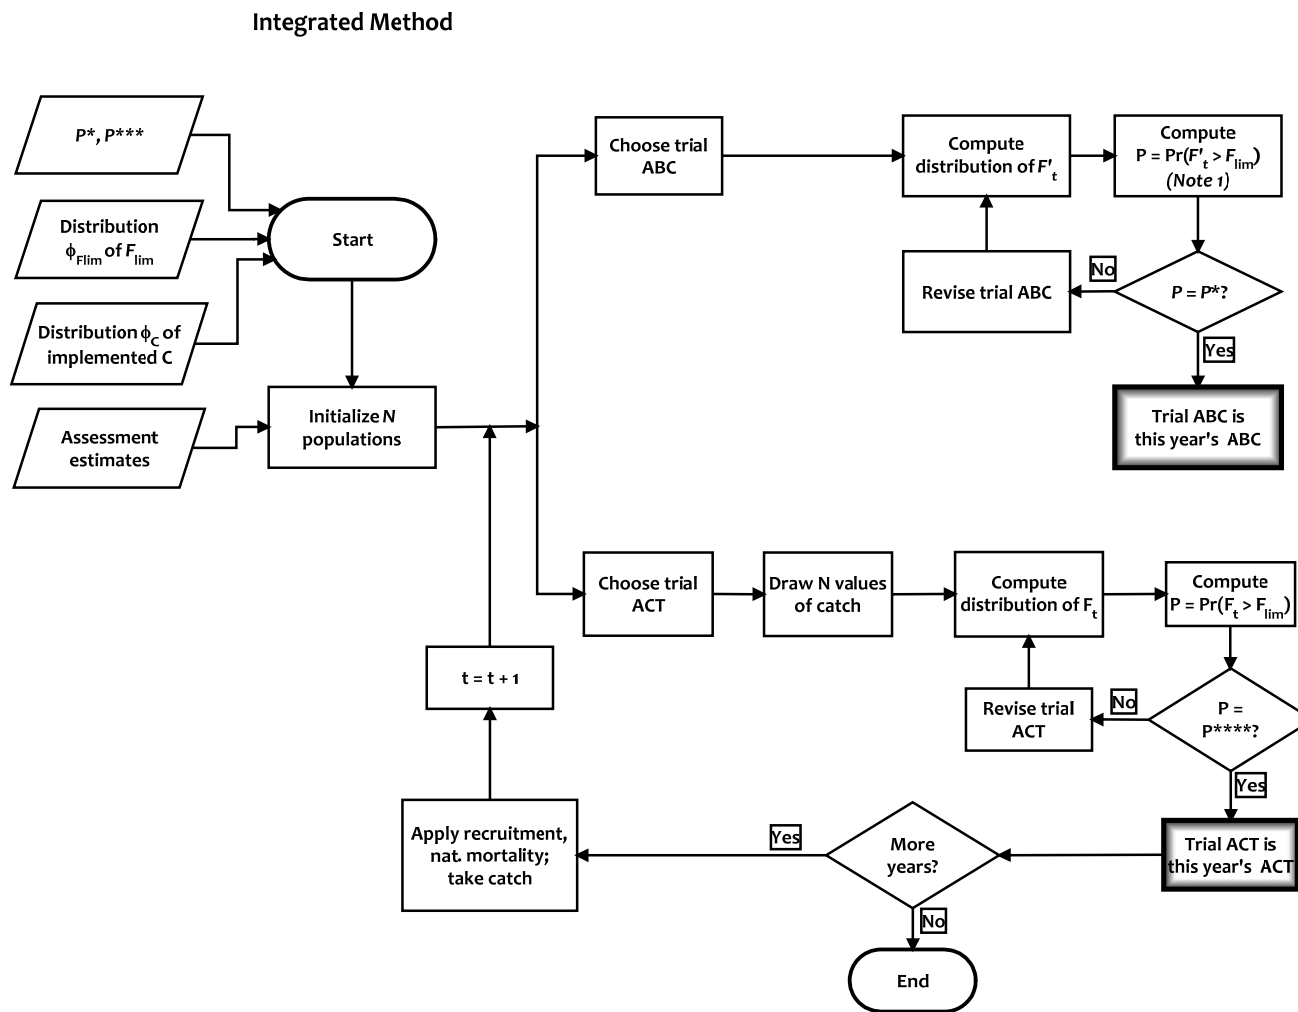 Integrated Method
P*, P***
Distribution
ϕFlim of Flim
Distribution ϕC of
implemented C
Assessment
estimates
Start
Initialize N
populations
Choose trial
ABC
Compute
distribution of F't
Compute
P = Pr(F't > Flim)
(Note 1)
Revise trial ABC
No
P = P*?
Yes
Trial ABC is
this year's ABC
Choose trial
ACT
Draw N values
of catch
Compute
distribution of Ft
Compute
P = Pr(Ft > Flim)
Revise trial
ACT
No
P =
P****?
Yes
Trial ACT is
this year's ACT
t = t + 1
Apply recruitment,
nat. mortality;
take catch
Yes
More
years?
No
End